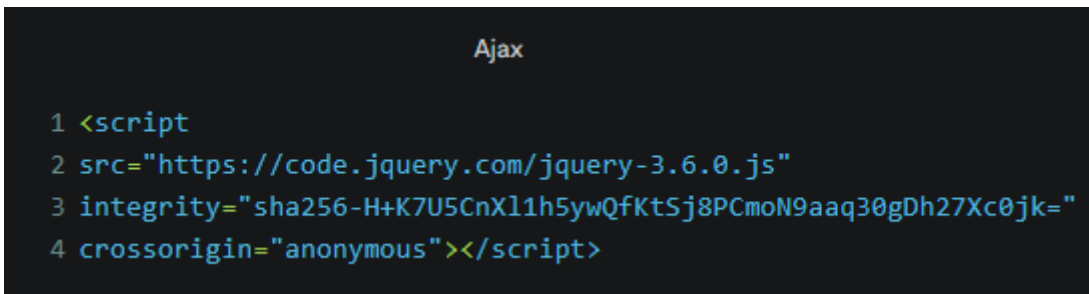 Ajax
1 <script
2 src="https://code.jquery.com/jquery-3.6.0.js"
3 integrity="sha256-H+K7U5CnXl1h5ywQfKtSj8PCmoN9aaq30gDh27Xc0jk="
4 crossorigin="anonymous"></script>